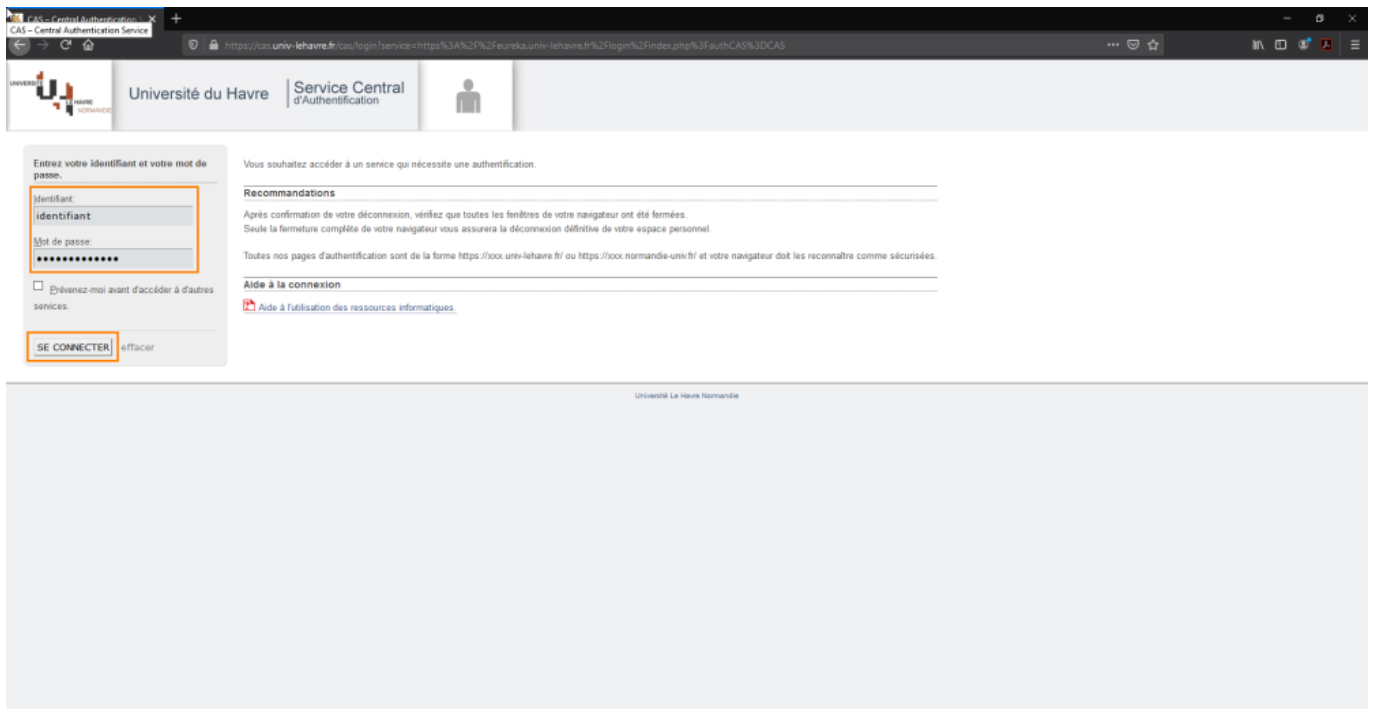 CAS – Central Authentication
CAS – Central Authentication Service
https://cas.univ-lehavre.fr/cas/login?service=https%3A%2F%2Feureka.univ-lehavre.fr%2Flogin%2Findex.php%3FauthCAS%3DCAS
UNIVERSITÉ
LE HAVRE
NORMANDIE
Université du Havre
Service Central
d'Authentification
Entrez votre identifiant et votre mot de
passe.
Identifiant:
identifiant
Mot de passe:
•••••••••••••
Prévenez-moi avant d'accéder à d'autres
services.
SE CONNECTER
effacer
Vous souhaitez accéder à un service qui nécessite une authentification.
Recommandations
Après confirmation de votre déconnexion, vérifiez que toutes les fenêtres de votre navigateur ont été fermées.
Seule la fermeture complète de votre navigateur vous assurera la déconnexion définitive de votre espace personnel.
Toutes nos pages d'authentification sont de la forme https://xxx.univ-lehavre.fr/ ou https://xxx.normandie-univ.fr/ et votre navigateur doit les reconnaître comme sécurisées.
Aide à la connexion
Aide à l'utilisation des ressources informatiques.
Université Le Havre Normandie